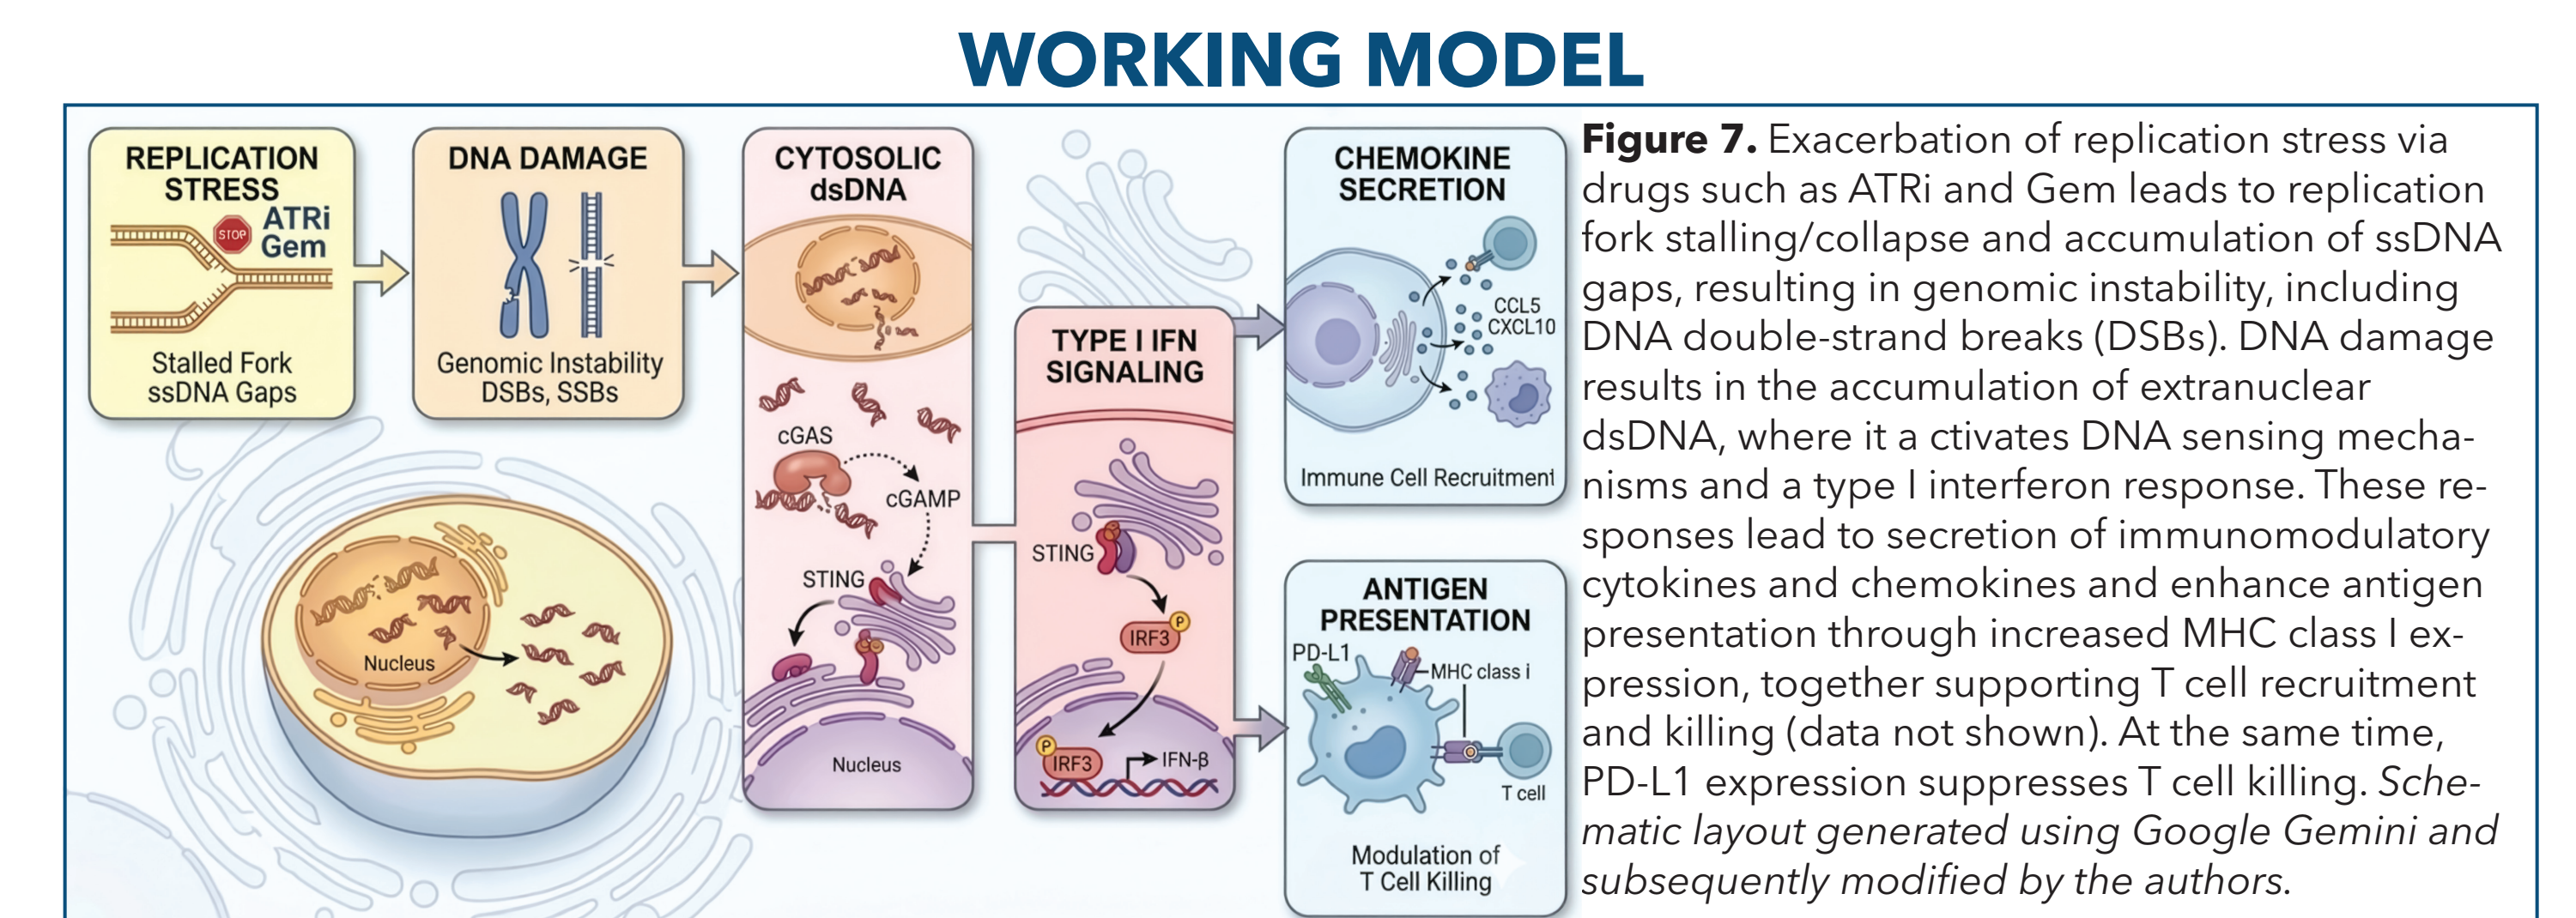 WORKING MODEL
REPLICATION
STRESS
STOP
ATRi
Gem
Stalled Fork
ssDNA Gaps
DNA DAMAGE
Genomic Instability
DSBs, SSBs
Nucleus
CYTOSOLIC
dsDNA
cGAS
cGAMP
STING
Nucleus
TYPE I IFN
SIGNALING
STING
P
IRF3
P
IRF3
IFN-β
CHEMOKINE
SECRETION
CCL5
CXCL10
Immune Cell Recruitment
ANTIGEN
PRESENTATION
PD-L1
MHC class i
T cell
Modulation of
T Cell Killing
Figure 7. Exacerbation of replication stress via
drugs such as ATRi and Gem leads to replication
fork stalling/collapse and accumulation of ssDNA
gaps, resulting in genomic instability, including
DNA double-strand breaks (DSBs). DNA damage
results in the accumulation of extranuclear
dsDNA, where it a ctivates DNA sensing mecha-
nisms and a type I interferon response. These re-
sponses lead to secretion of immunomodulatory
cytokines and chemokines and enhance antigen
presentation through increased MHC class I ex-
pression, together supporting T cell recruitment
and killing (data not shown). At the same time,
PD-L1 expression suppresses T cell killing. Sche-
matic layout generated using Google Gemini and
subsequently modified by the authors.